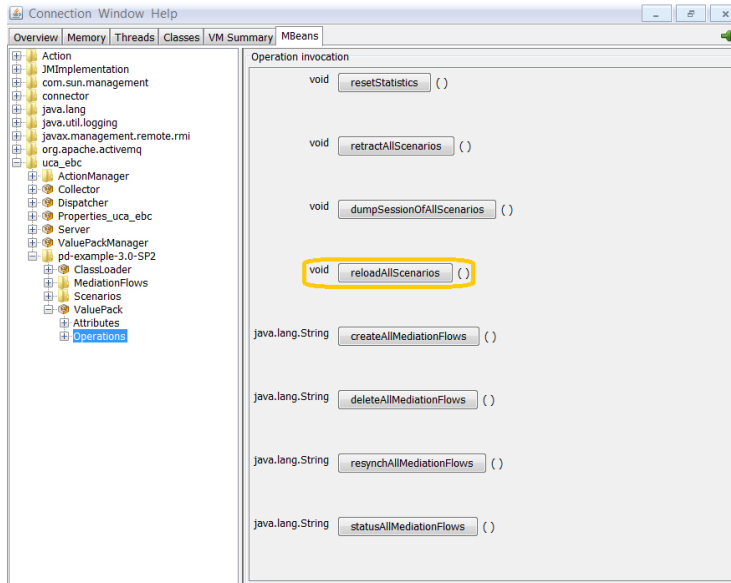 Connection Window Help
Overview Memory Threads Classes VM Summary MBeans
Action
JMImplementation
com.sun.management
connector
java.lang
java.util.logging
javax.management.remote.rmi
org.apache.activemq
uca_ebc
ActionManager
Collector
Dispatcher
Properties_uca_ebc
Server
ValuePackManager
pd-example-3.0-SP2
ClassLoader
MediationFlows
Scenarios
ValuePack
Attributes
Operations
Operation invocation
void resetStatistics ( )
void retractAllScenarios ( )
void dumpSessionOfAllScenarios ( )
void reloadAllScenarios ( )
java.lang.String createAllMediationFlows ( )
java.lang.String deleteAllMediationFlows ( )
java.lang.String resynchAllMediationFlows ( )
java.lang.String statusAllMediationFlows ( )